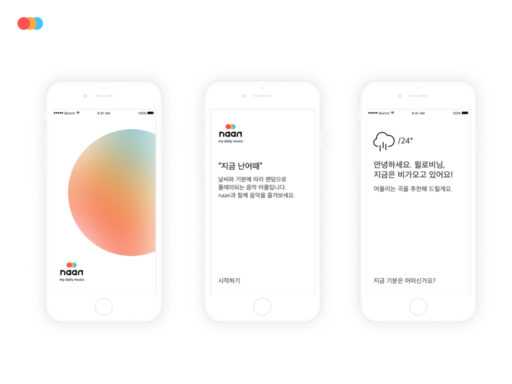 Sketch
9:41 AM
100%
naan
my daily music
naan
my daily music
"지금 난어때"
날씨와 기분에 따라 랜덤으로
플레이되는 음악 어플입니다.
naan과 함께 음악을 즐겨보세요.
시작하기
Sketch
9:41 AM
100%
/24°
안녕하세요. 윌로비님,
지금은 비가오고 있어요!
어울리는 곡을 추천해 드릴게요.
지금 기분은 어떠신가요?